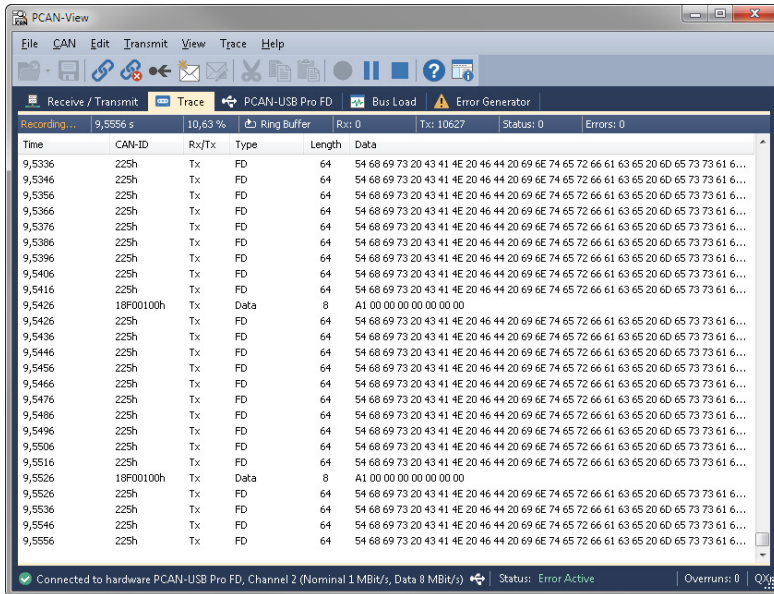 PCAN-View
File CAN Edit Transmit View Trace Help
Receive / Transmit Trace PCAN-USB Pro FD Bus Load Error Generator
Recording... 9,5556 s 10,63 % Ring Buffer Rx: 0 Tx: 10627 Status: 0 Errors: 0
Time CAN-ID Rx/Tx Type Length Data
9,5336 225h Tx FD 64 54 68 69 73 20 43 41 4E 20 46 44 20 69 6E 74 65 72 66 61 63 65 20 6D 65 73 73 61 6...
9,5346 225h Tx FD 64 54 68 69 73 20 43 41 4E 20 46 44 20 69 6E 74 65 72 66 61 63 65 20 6D 65 73 73 61 6...
9,5356 225h Tx FD 64 54 68 69 73 20 43 41 4E 20 46 44 20 69 6E 74 65 72 66 61 63 65 20 6D 65 73 73 61 6...
9,5366 225h Tx FD 64 54 68 69 73 20 43 41 4E 20 46 44 20 69 6E 74 65 72 66 61 63 65 20 6D 65 73 73 61 6...
9,5376 225h Tx FD 64 54 68 69 73 20 43 41 4E 20 46 44 20 69 6E 74 65 72 66 61 63 65 20 6D 65 73 73 61 6...
9,5386 225h Tx FD 64 54 68 69 73 20 43 41 4E 20 46 44 20 69 6E 74 65 72 66 61 63 65 20 6D 65 73 73 61 6...
9,5396 225h Tx FD 64 54 68 69 73 20 43 41 4E 20 46 44 20 69 6E 74 65 72 66 61 63 65 20 6D 65 73 73 61 6...
9,5406 225h Tx FD 64 54 68 69 73 20 43 41 4E 20 46 44 20 69 6E 74 65 72 66 61 63 65 20 6D 65 73 73 61 6...
9,5416 225h Tx FD 64 54 68 69 73 20 43 41 4E 20 46 44 20 69 6E 74 65 72 66 61 63 65 20 6D 65 73 73 61 6...
9,5426 18F00100h Tx Data 8 A1 00 00 00 00 00 00 00
9,5426 225h Tx FD 64 54 68 69 73 20 43 41 4E 20 46 44 20 69 6E 74 65 72 66 61 63 65 20 6D 65 73 73 61 6...
9,5436 225h Tx FD 64 54 68 69 73 20 43 41 4E 20 46 44 20 69 6E 74 65 72 66 61 63 65 20 6D 65 73 73 61 6...
9,5446 225h Tx FD 64 54 68 69 73 20 43 41 4E 20 46 44 20 69 6E 74 65 72 66 61 63 65 20 6D 65 73 73 61 6...
9,5456 225h Tx FD 64 54 68 69 73 20 43 41 4E 20 46 44 20 69 6E 74 65 72 66 61 63 65 20 6D 65 73 73 61 6...
9,5466 225h Tx FD 64 54 68 69 73 20 43 41 4E 20 46 44 20 69 6E 74 65 72 66 61 63 65 20 6D 65 73 73 61 6...
9,5476 225h Tx FD 64 54 68 69 73 20 43 41 4E 20 46 44 20 69 6E 74 65 72 66 61 63 65 20 6D 65 73 73 61 6...
9,5486 225h Tx FD 64 54 68 69 73 20 43 41 4E 20 46 44 20 69 6E 74 65 72 66 61 63 65 20 6D 65 73 73 61 6...
9,5496 225h Tx FD 64 54 68 69 73 20 43 41 4E 20 46 44 20 69 6E 74 65 72 66 61 63 65 20 6D 65 73 73 61 6...
9,5506 225h Tx FD 64 54 68 69 73 20 43 41 4E 20 46 44 20 69 6E 74 65 72 66 61 63 65 20 6D 65 73 73 61 6...
9,5516 225h Tx FD 64 54 68 69 73 20 43 41 4E 20 46 44 20 69 6E 74 65 72 66 61 63 65 20 6D 65 73 73 61 6...
9,5526 18F00100h Tx Data 8 A1 00 00 00 00 00 00 00
9,5526 225h Tx FD 64 54 68 69 73 20 43 41 4E 20 46 44 20 69 6E 74 65 72 66 61 63 65 20 6D 65 73 73 61 6...
9,5536 225h Tx FD 64 54 68 69 73 20 43 41 4E 20 46 44 20 69 6E 74 65 72 66 61 63 65 20 6D 65 73 73 61 6...
9,5546 225h Tx FD 64 54 68 69 73 20 43 41 4E 20 46 44 20 69 6E 74 65 72 66 61 63 65 20 6D 65 73 73 61 6...
9,5556 225h Tx FD 64 54 68 69 73 20 43 41 4E 20 46 44 20 69 6E 74 65 72 66 61 63 65 20 6D 65 73 73 61 6...
Connected to hardware PCAN-USB Pro FD, Channel 2 (Nominal 1 MBit/s, Data 8 MBit/s) Status: Error Active Overruns: 0